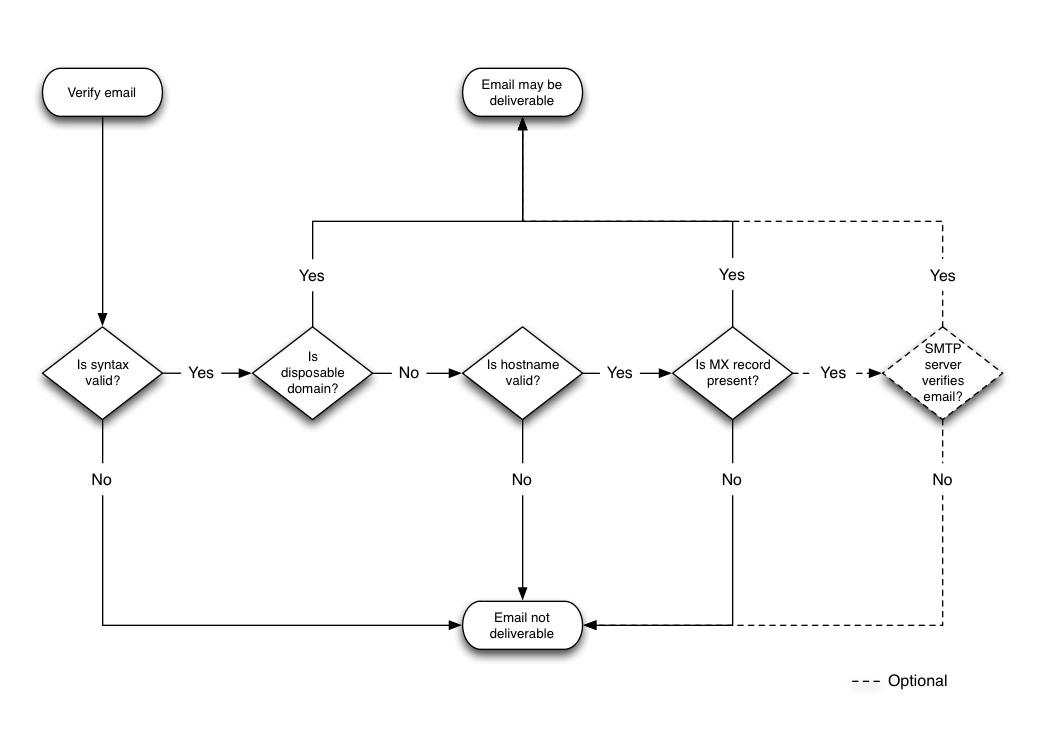 Verify email
Email may be
deliverable
Yes
Yes
Yes
Is syntax
valid?
Yes
Is
disposable
domain?
No
Is hostname
valid?
Yes
Is MX record
present?
Yes
SMTP
server
verifies
email?
No
No
No
No
Email not
deliverable
Optional